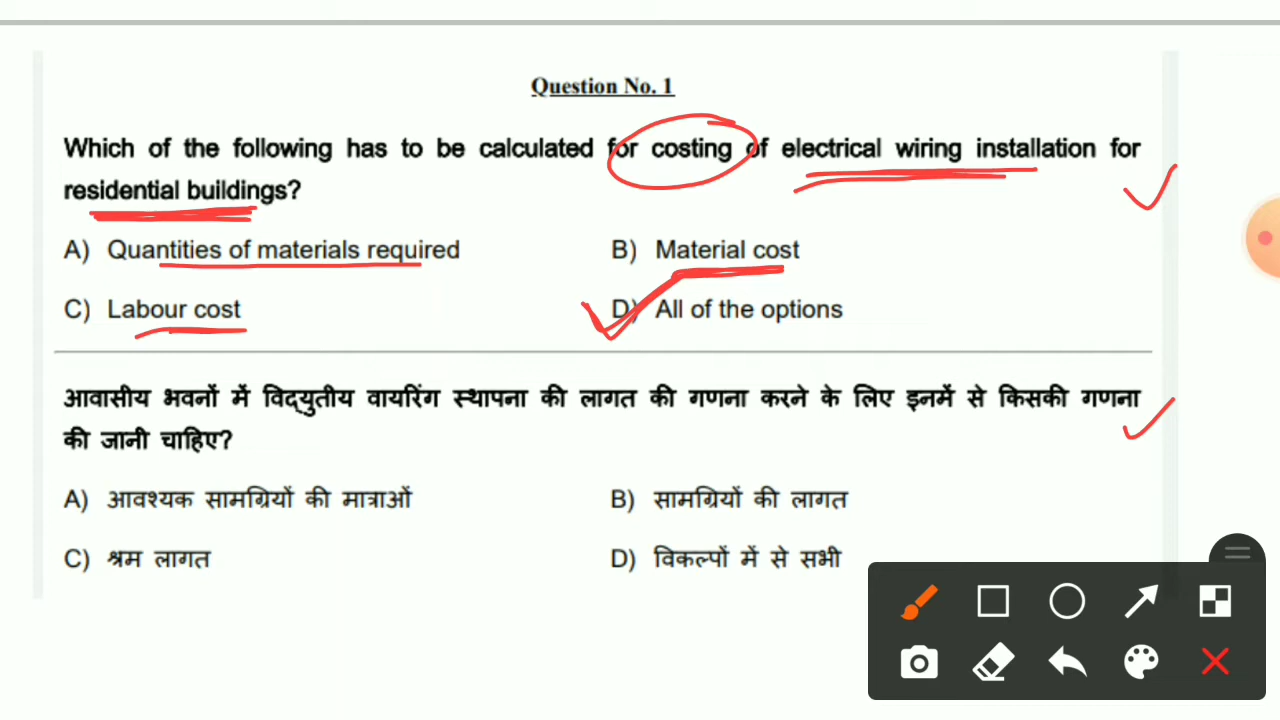 Question No. 1
Which of the following has to be calculated for costing of electrical wiring installation for
residential buildings?
A) Quantities of materials required B) Material cost
C) Labour cost D) All of the options
आवासीय भवनों में विद्युतीय वायरिंग स्थापना की लागत की गणना करने के लिए इनमें से किसकी गणना
की जानी चाहिए?
A) आवश्यक सामग्रियों की मात्राओं B) सामग्रियों की लागत
C) श्रम लागत D) विकल्पों में से सभी